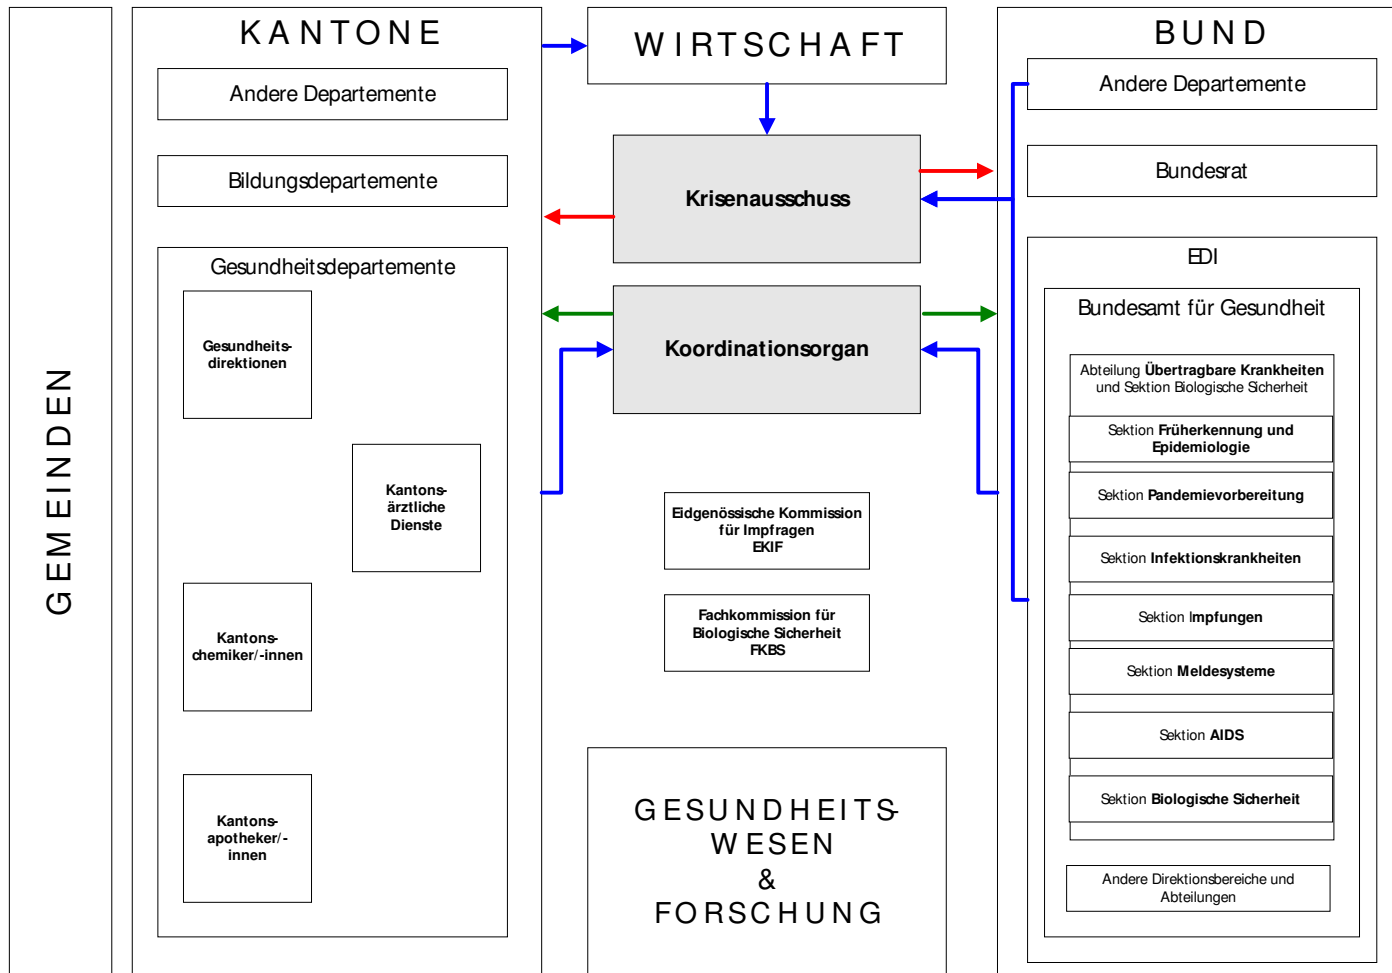 GEMEINDEN
KANTONE
Andere Departemente
Bildungsdepartemente
Gesundheitsdepartemente
Gesundheits-
direktionen
Kantons-
ärztliche
Dienste
Kantons-
chemiker/-innen
Kantons-
apotheker/-
innen
WIRTSCHAFT
Krisenausschuss
Koordinationsorgan
Eidgenössische Kommission
für Impfragen
EKIF
Fachkommission für
Biologische Sicherheit
FKBS
GESUNDHEITS-
WESEN
&
FORSCHUNG
BUND
Andere Departemente
Bundesrat
EDI
Bundesamt für Gesundheit
Abteilung Übertragbare Krankheiten
und Sektion Biologische Sicherheit
Sektion Früherkennung und
Epidemiologie
Sektion Pandemievorbereitung
Sektion Infektionskrankheiten
Sektion Impfungen
Sektion Meldesysteme
Sektion AIDS
Sektion Biologische Sicherheit
Andere Direktionsbereiche und
Abteilungen